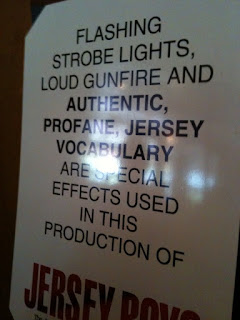 FLASHING
STROBE LIGHTS,
LOUD GUNFIRE AND
AUTHENTIC,
PROFANE, JERSEY
VOCABULARY
ARE SPECIAL
EFFECTS USED
IN THIS
PRODUCTION OF
JERSEY BOYS